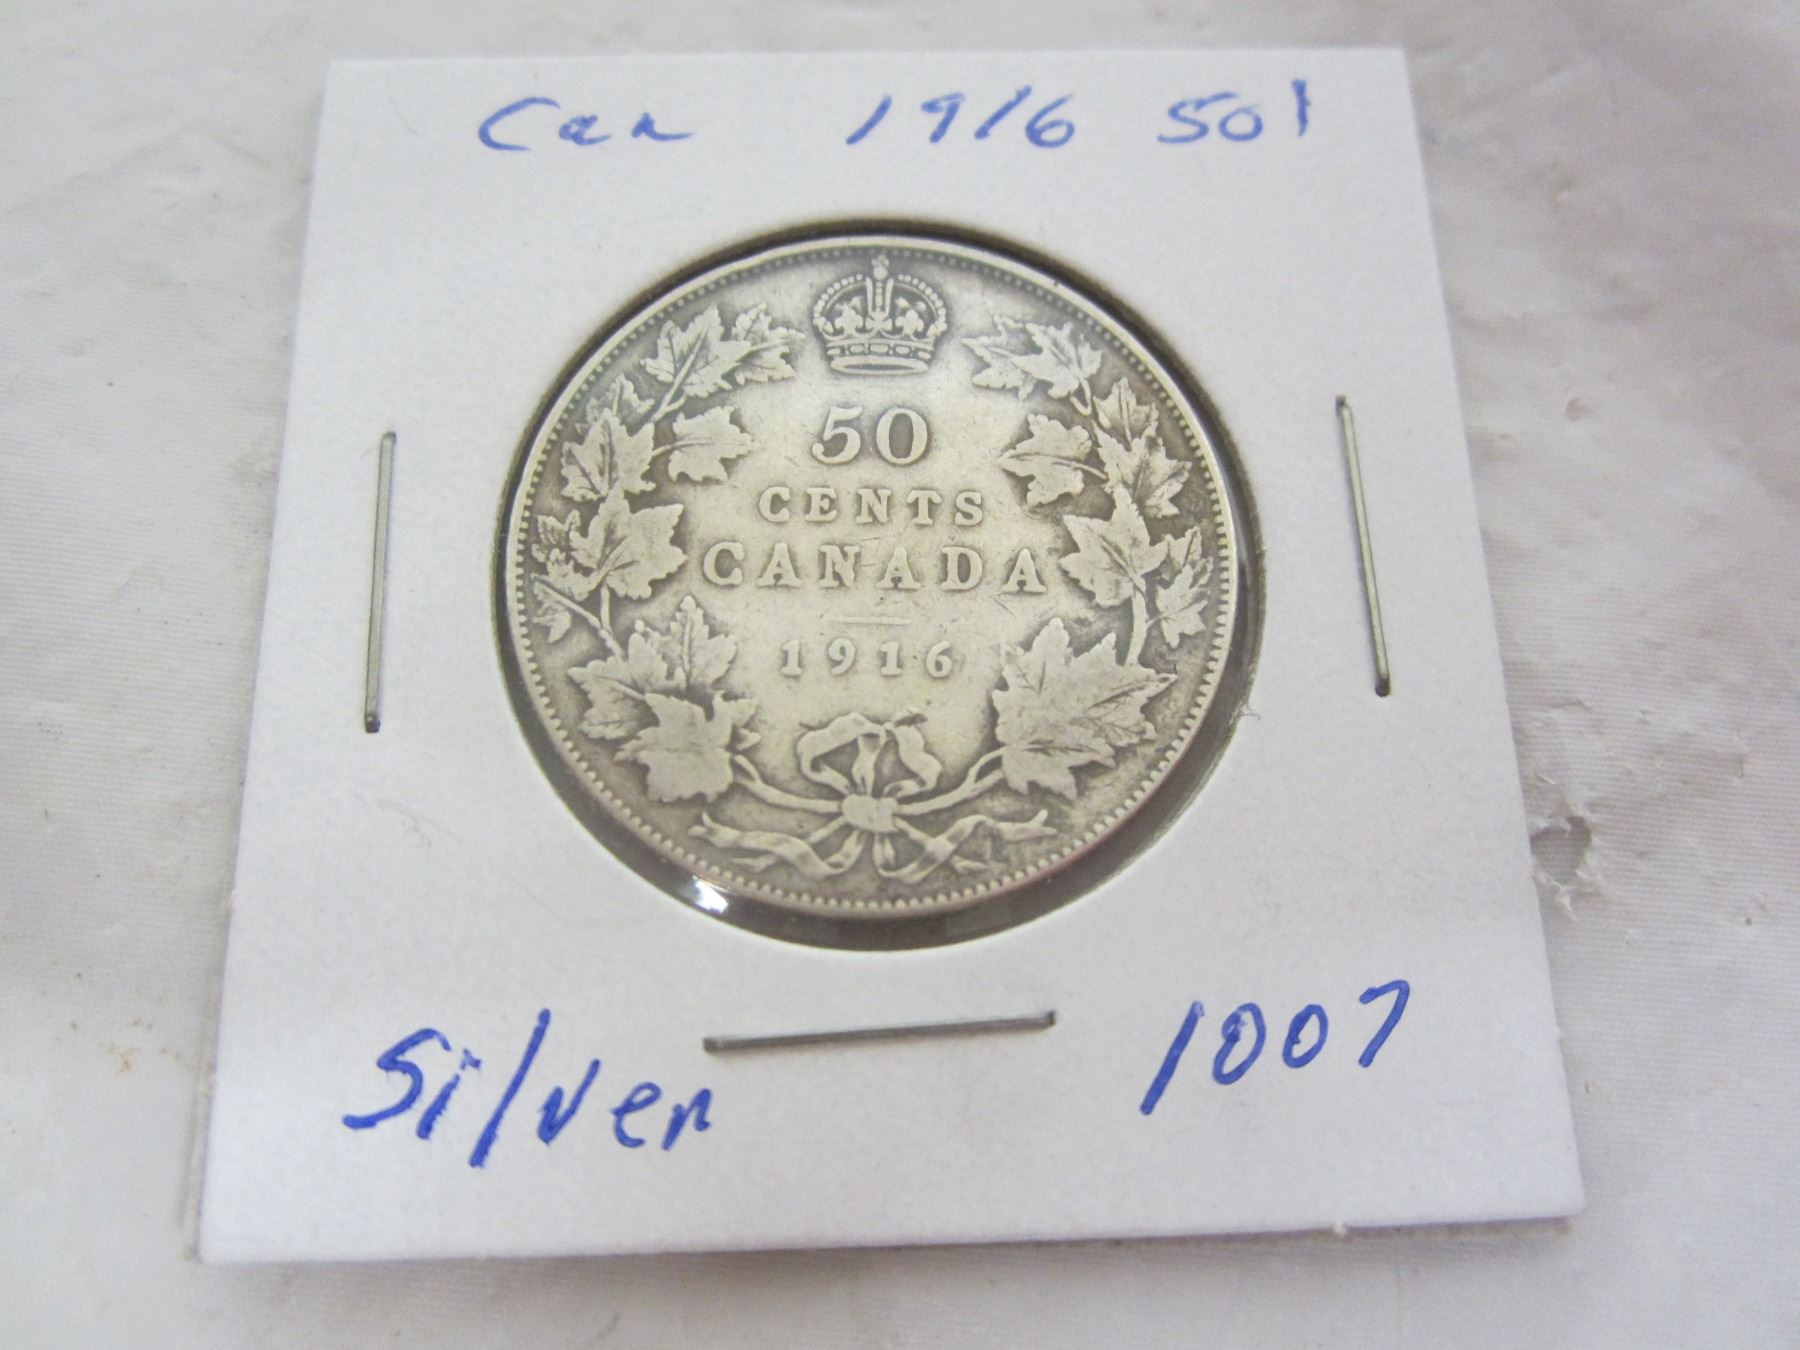 Can 1916 50¢
50
CENTS
CANADA
1916
Silver 1007